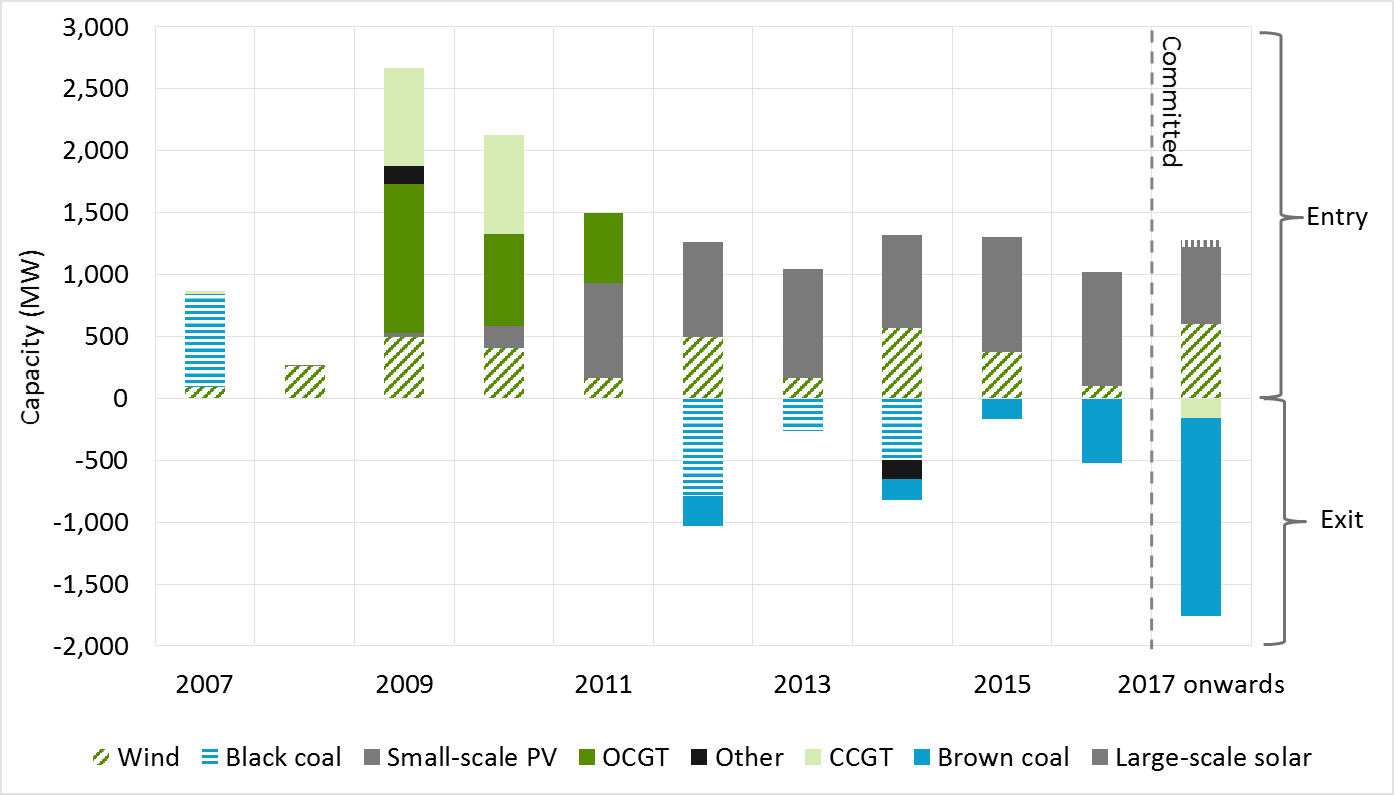 3,000
2,500
2,000
1,500
1,000
500
0
-500
-1,000
-1,500
-2,000
Capacity (MW)
Committed
Entry
Exit
2007 2009 2011 2013 2015 2017 onwards
Wind Black coal Small-scale PV OCGT Other CCGT Brown coal Large-scale solar